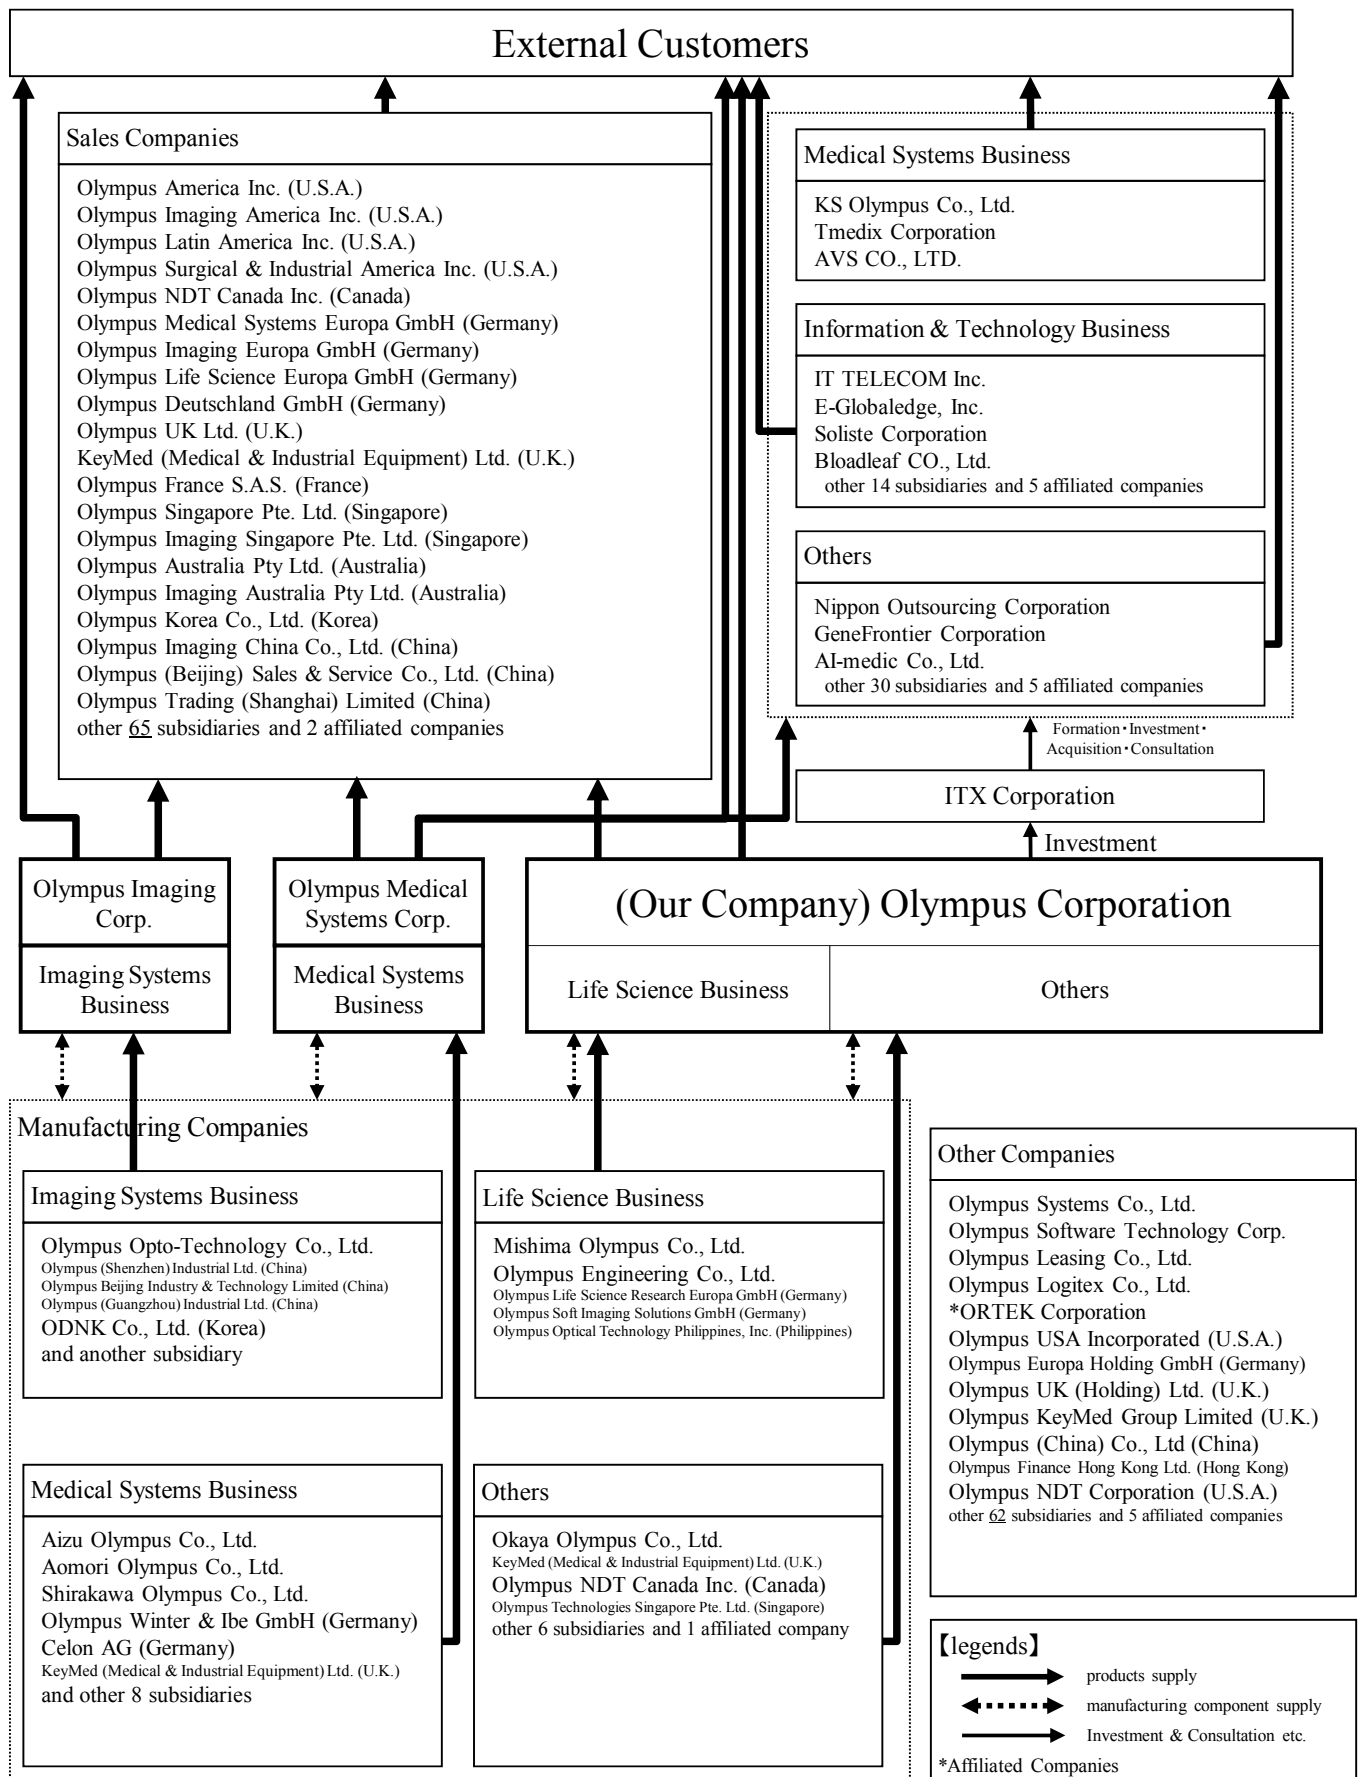 External Customers
Sales Companies
Olympus America Inc. (U.S.A.)
Olympus Imaging America Inc. (U.S.A.)
Olympus Latin America Inc. (U.S.A.)
Olympus Surgical & Industrial America Inc. (U.S.A.)
Olympus NDT Canada Inc. (Canada)
Olympus Medical Systems Europa GmbH (Germany)
Olympus Imaging Europa GmbH (Germany)
Olympus Life Science Europa GmbH (Germany)
Olympus Deutschland GmbH (Germany)
Olympus UK Ltd. (U.K.)
KeyMed (Medical & Industrial Equipment) Ltd. (U.K.)
Olympus France S.A.S. (France)
Olympus Singapore Pte. Ltd. (Singapore)
Olympus Imaging Singapore Pte. Ltd. (Singapore)
Olympus Australia Pty Ltd. (Australia)
Olympus Imaging Australia Pty Ltd. (Australia)
Olympus Korea Co., Ltd. (Korea)
Olympus Imaging China Co., Ltd. (China)
Olympus (Beijing) Sales & Service Co., Ltd. (China)
Olympus Trading (Shanghai) Limited (China)
other 65 subsidiaries and 2 affiliated companies
Medical Systems Business
KS Olympus Co., Ltd.
Tmedix Corporation
AVS CO., LTD.
Information & Technology Business
IT TELECOM Inc.
E-Globaledge, Inc.
Soliste Corporation
Bloadleaf CO., Ltd.
other 14 subsidiaries and 5 affiliated companies
Others
Nippon Outsourcing Corporation
GeneFrontier Corporation
AI-medic Co., Ltd.
other 30 subsidiaries and 5 affiliated companies
Formation・Investment・
Acquisition・Consultation
ITX Corporation
Investment
Olympus Imaging
Corp.
Imaging Systems
Business
Olympus Medical
Systems Corp.
Medical Systems
Business
(Our Company) Olympus Corporation
Life Science Business
Others
Manufacturing Companies
Imaging Systems Business
Olympus Opto-Technology Co., Ltd.
Olympus (Shenzhen) Industrial Ltd. (China)
Olympus Beijing Industry & Technology Limited (China)
Olympus (Guangzhou) Industrial Ltd. (China)
ODNK Co., Ltd. (Korea)
and another subsidiary
Life Science Business
Mishima Olympus Co., Ltd.
Olympus Engineering Co., Ltd.
Olympus Life Science Research Europa GmbH (Germany)
Olympus Soft Imaging Solutions GmbH (Germany)
Olympus Optical Technology Philippines, Inc. (Philippines)
Medical Systems Business
Aizu Olympus Co., Ltd.
Aomori Olympus Co., Ltd.
Shirakawa Olympus Co., Ltd.
Olympus Winter & Ibe GmbH (Germany)
Celon AG (Germany)
KeyMed (Medical & Industrial Equipment) Ltd. (U.K.)
and other 8 subsidiaries
Others
Okaya Olympus Co., Ltd.
KeyMed (Medical & Industrial Equipment) Ltd. (U.K.)
Olympus NDT Canada Inc. (Canada)
Olympus Technologies Singapore Pte. Ltd. (Singapore)
other 6 subsidiaries and 1 affiliated company
Other Companies
Olympus Systems Co., Ltd.
Olympus Software Technology Corp.
Olympus Leasing Co., Ltd.
Olympus Logitex Co., Ltd.
*ORTEK Corporation
Olympus USA Incorporated (U.S.A.)
Olympus Europa Holding GmbH (Germany)
Olympus UK (Holding) Ltd. (U.K.)
Olympus KeyMed Group Limited (U.K.)
Olympus (China) Co., Ltd (China)
Olympus Finance Hong Kong Ltd. (Hong Kong)
Olympus NDT Corporation (U.S.A.)
other 62 subsidiaries and 5 affiliated companies
【legends】
products supply
manufacturing component supply
Investment & Consultation etc.
*Affiliated Companies